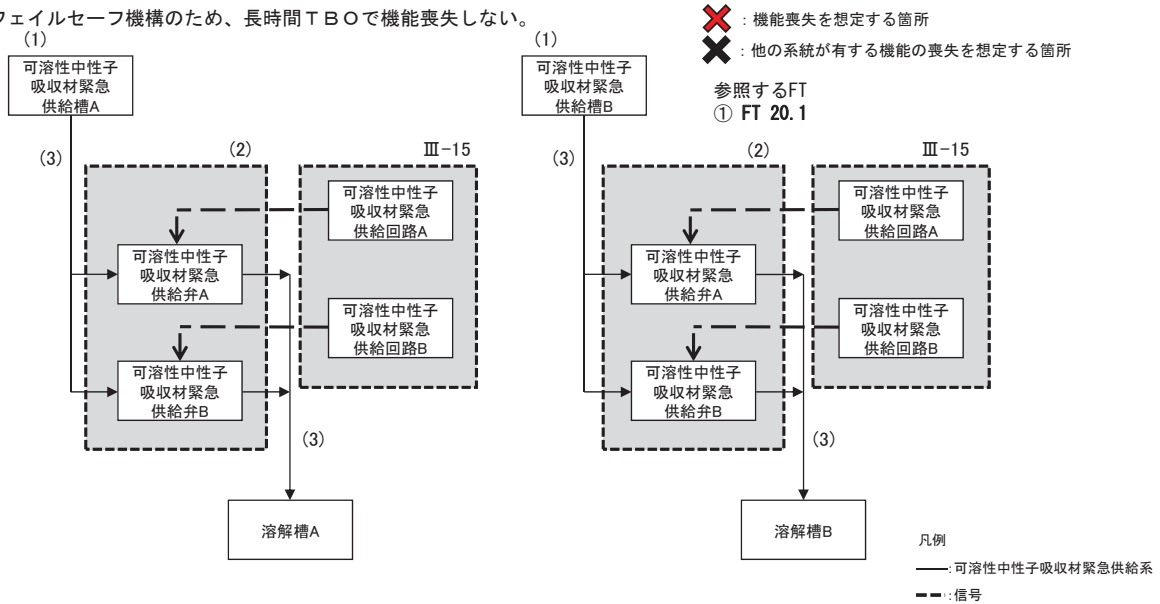 フェイルセーフ機構のため、長時間TBOで機能喪失しない。
：機能喪失を想定する箇所
：他の系統が有する機能の喪失を想定する箇所
参照するFT
① FT 20.1
(1)
可溶性中性子
吸収材緊急
供給槽A
(3)
(2)
Ⅲ-15
可溶性中性子
吸収材緊急
供給回路A
可溶性中性子
吸収材緊急
供給弁A
可溶性中性子
吸収材緊急
供給回路B
可溶性中性子
吸収材緊急
供給弁B
(3)
溶解槽A
(1)
可溶性中性子
吸収材緊急
供給槽B
(3)
(2)
Ⅲ-15
可溶性中性子
吸収材緊急
供給回路A
可溶性中性子
吸収材緊急
供給弁A
可溶性中性子
吸収材緊急
供給回路B
可溶性中性子
吸収材緊急
供給弁B
(3)
溶解槽B
凡例
:可溶性中性子吸収材緊急供給系
:信号